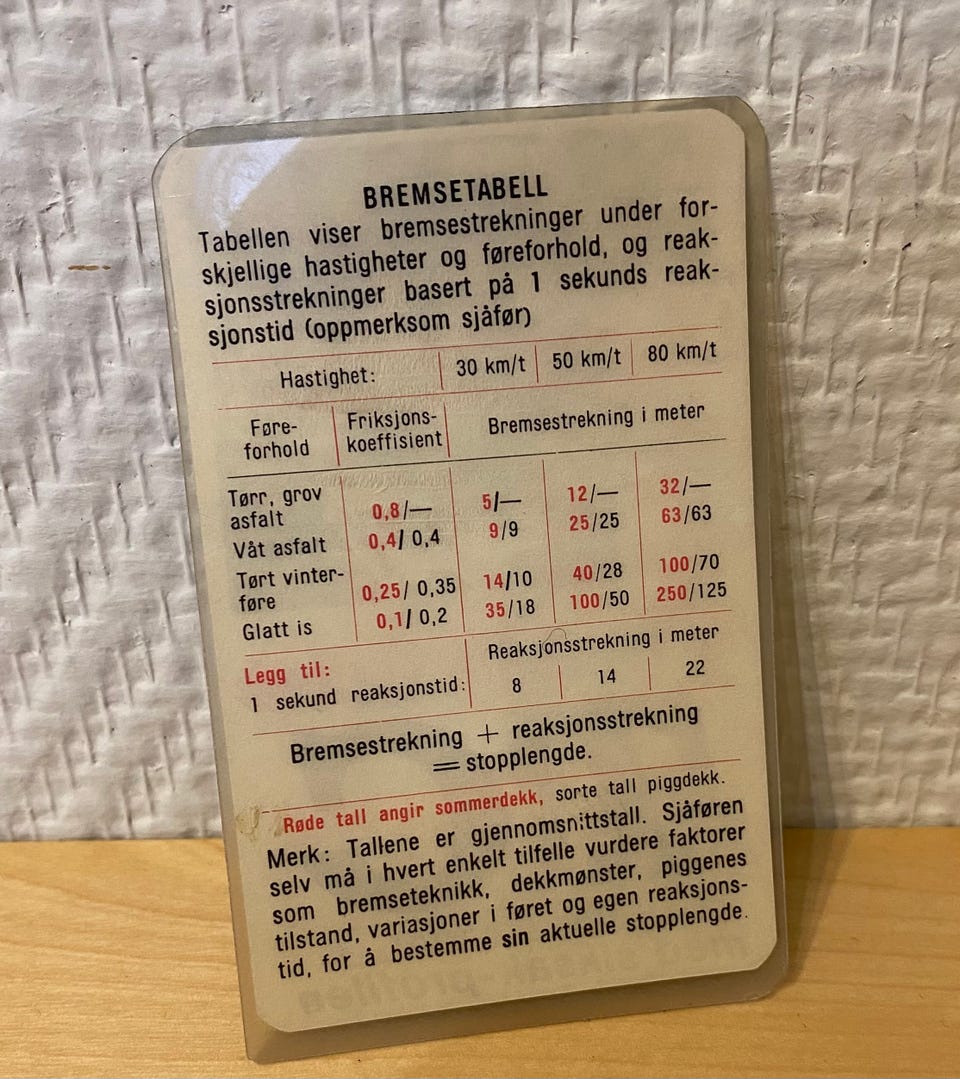 BREMSETABELL
Tabellen viser bremsestrekninger under for-
skjellige hastigheter og føreforhold, og reak-
sjonsstrekninger basert på 1 sekunds reak-
sjonstid (oppmerksom sjåfør)
Hastighet: 30 km/t 50 km/t 80 km/t
Føre-
forhold
Friksjons-
koeffisient
Bremsestrekning i meter
Tørr, grov
asfalt 0,8/— 5/— 12/— 32/—
Våt asfalt 0,4/ 0,4 9/9 25/25 63/63
Tørt vinter-
føre 0,25/ 0,35 14/10 40/28 100/70
Glatt is 0,1/ 0,2 35/18 100/50 250/125
Legg til: Reaksjonsstrekning i meter
1 sekund reaksjonstid: 8 14 22
Bremsestrekning + reaksjonsstrekning
= stopplengde.
Røde tall angir sommerdekk, sorte tall piggdekk.
Merk: Tallene er gjennomsnittstall. Sjåføren
selv må i hvert enkelt tilfelle vurdere faktorer
som bremseteknikk, dekkmønster, piggenes
tilstand, variasjoner i føret og egen reaksjons-
tid, for å bestemme sin aktuelle stopplengde.